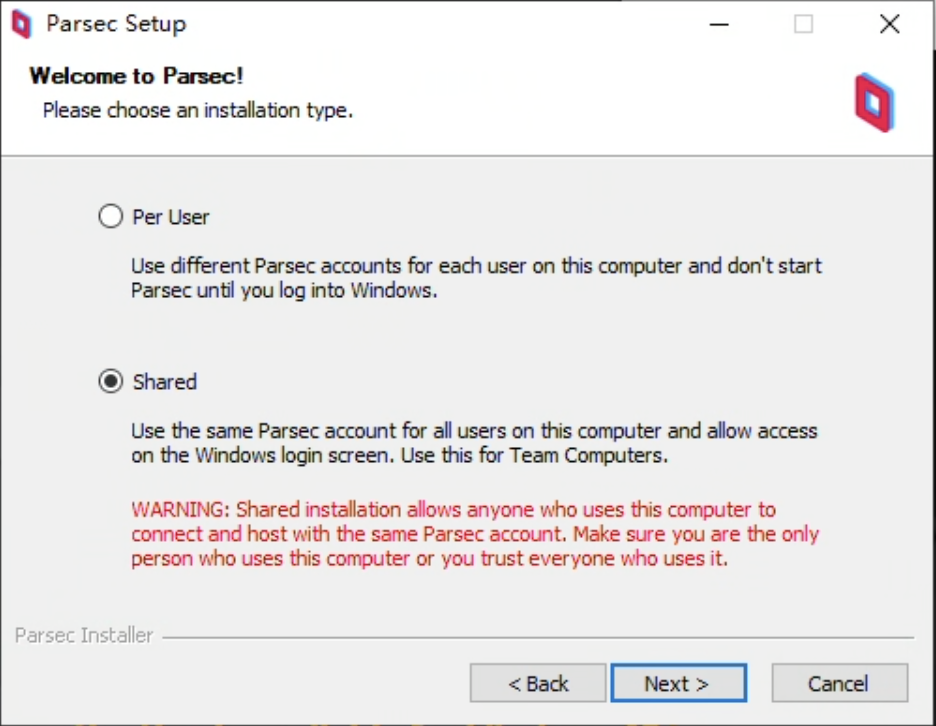 Parsec Setup
Welcome to Parsec!
Please choose an installation type.
Per User
Use different Parsec accounts for each user on this computer and don't start
Parsec until you log into Windows.
Shared
Use the same Parsec account for all users on this computer and allow access
on the Windows login screen. Use this for Team Computers.
WARNING: Shared installation allows anyone who uses this computer to
connect and host with the same Parsec account. Make sure you are the only
person who uses this computer or you trust everyone who uses it.
Parsec Installer
< Back Next > Cancel